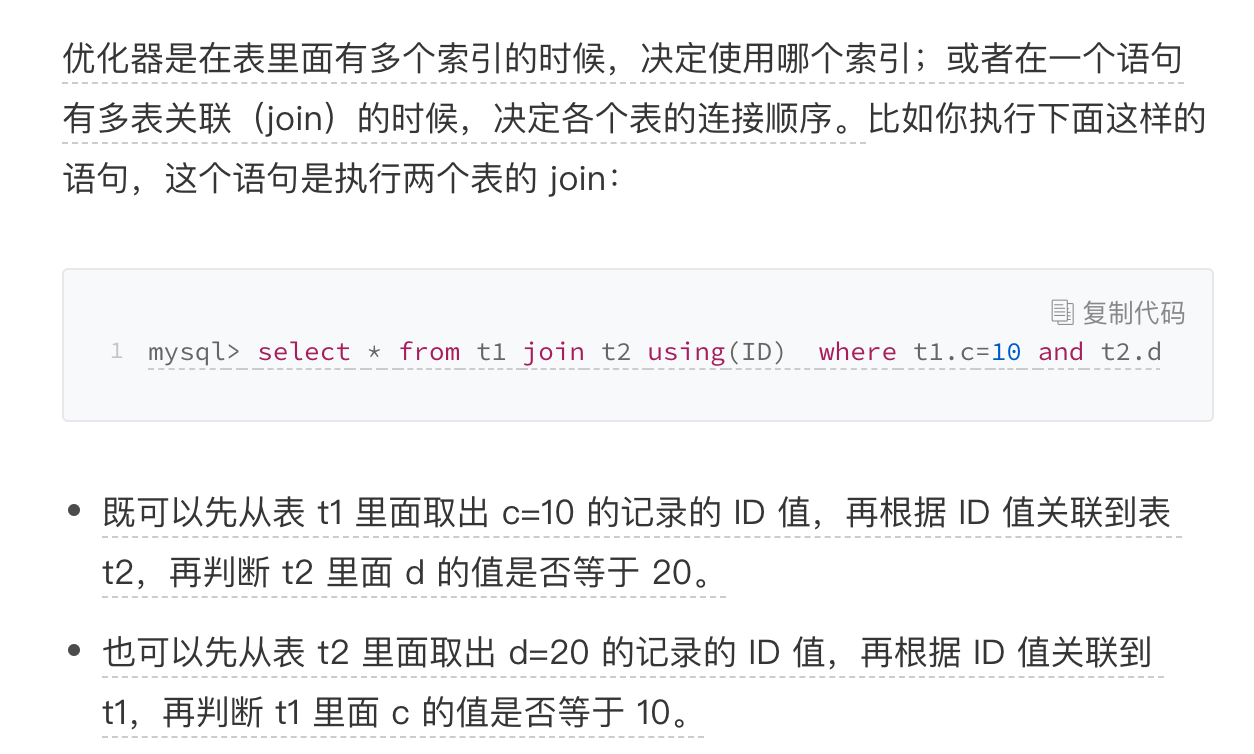 优化器是在表里面有多个索引的时候，决定使用哪个索引；或者在一个语句
有多表关联（join）的时候，决定各个表的连接顺序。比如你执行下面这样的
语句，这个语句是执行两个表的 join：
复制代码
1 mysql> select * from t1 join t2 using(ID)  where t1.c=10 and t2.d
既可以先从表 t1 里面取出 c=10 的记录的 ID 值，再根据 ID 值关联到表
t2，再判断 t2 里面 d 的值是否等于 20。
也可以先从表 t2 里面取出 d=20 的记录的 ID 值，再根据 ID 值关联到
t1，再判断 t1 里面 c 的值是否等于 10。